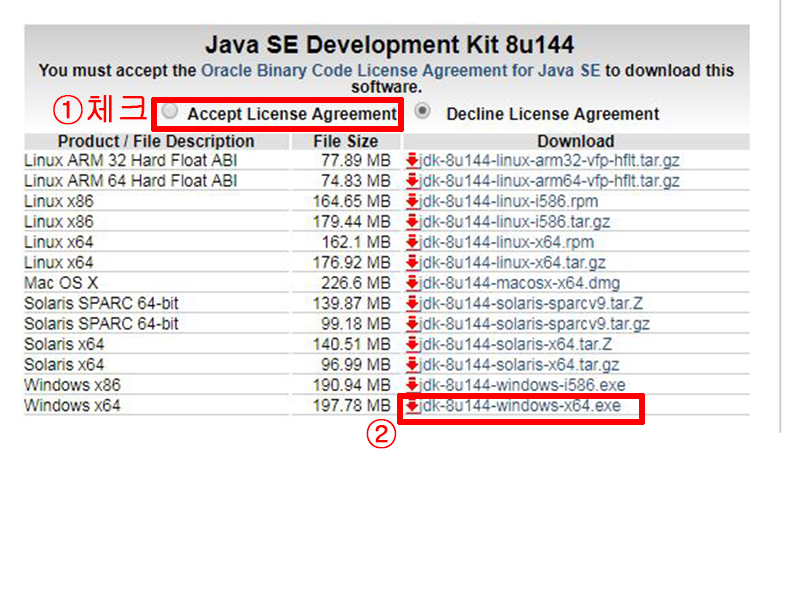 Java SE Development Kit 8u144
You must accept the Oracle Binary Code License Agreement for Java SE to download this
software.
①체크 Accept License Agreement Decline License Agreement
Product / File Description File Size Download
Linux ARM 32 Hard Float ABI 77.89 MB jdk-8u144-linux-arm32-vfp-hflt.tar.gz
Linux ARM 64 Hard Float ABI 74.83 MB jdk-8u144-linux-arm64-vfp-hflt.tar.gz
Linux x86 164.65 MB jdk-8u144-linux-i586.rpm
Linux x86 179.44 MB jdk-8u144-linux-i586.tar.gz
Linux x64 162.1 MB jdk-8u144-linux-x64.rpm
Linux x64 176.92 MB jdk-8u144-linux-x64.tar.gz
Mac OS X 226.6 MB jdk-8u144-macosx-x64.dmg
Solaris SPARC 64-bit 139.87 MB jdk-8u144-solaris-sparcv9.tar.Z
Solaris SPARC 64-bit 99.18 MB jdk-8u144-solaris-sparcv9.tar.gz
Solaris x64 140.51 MB jdk-8u144-solaris-x64.tar.Z
Solaris x64 96.99 MB jdk-8u144-solaris-x64.tar.gz
Windows x86 190.94 MB jdk-8u144-windows-i586.exe
Windows x64 197.78 MB jdk-8u144-windows-x64.exe
②